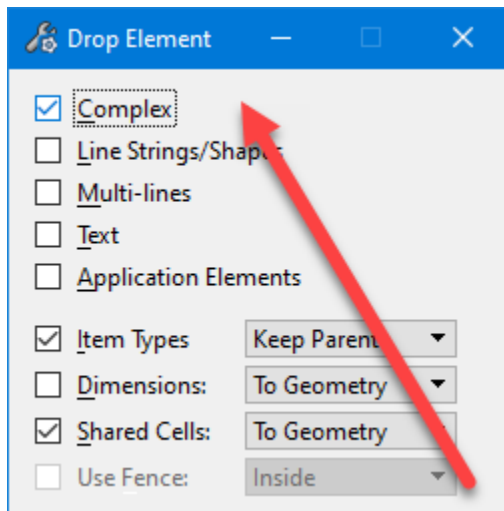 Drop Element
Complex
Line Strings/Shapes
Multi-lines
Text
Application Elements
Item Types Keep Parent
Dimensions: To Geometry
Shared Cells: To Geometry
Use Fence: Inside